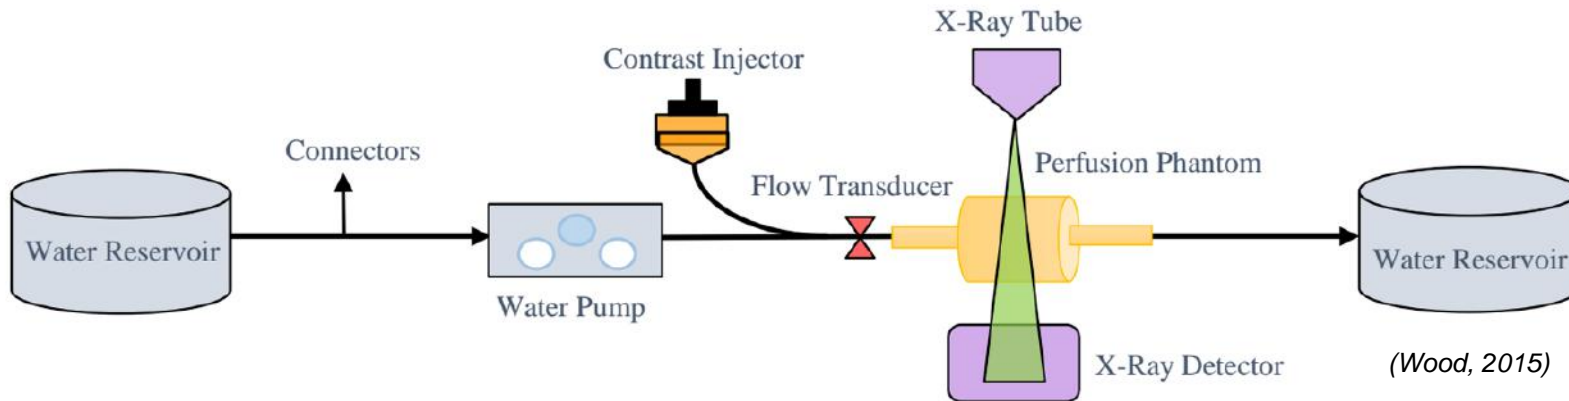 X-Ray Tube
Contrast Injector
Connectors
Flow Transducer
Perfusion Phantom
Water Reservoir
Water Reservoir
Water Pump
X-Ray Detector
(Wood, 2015)